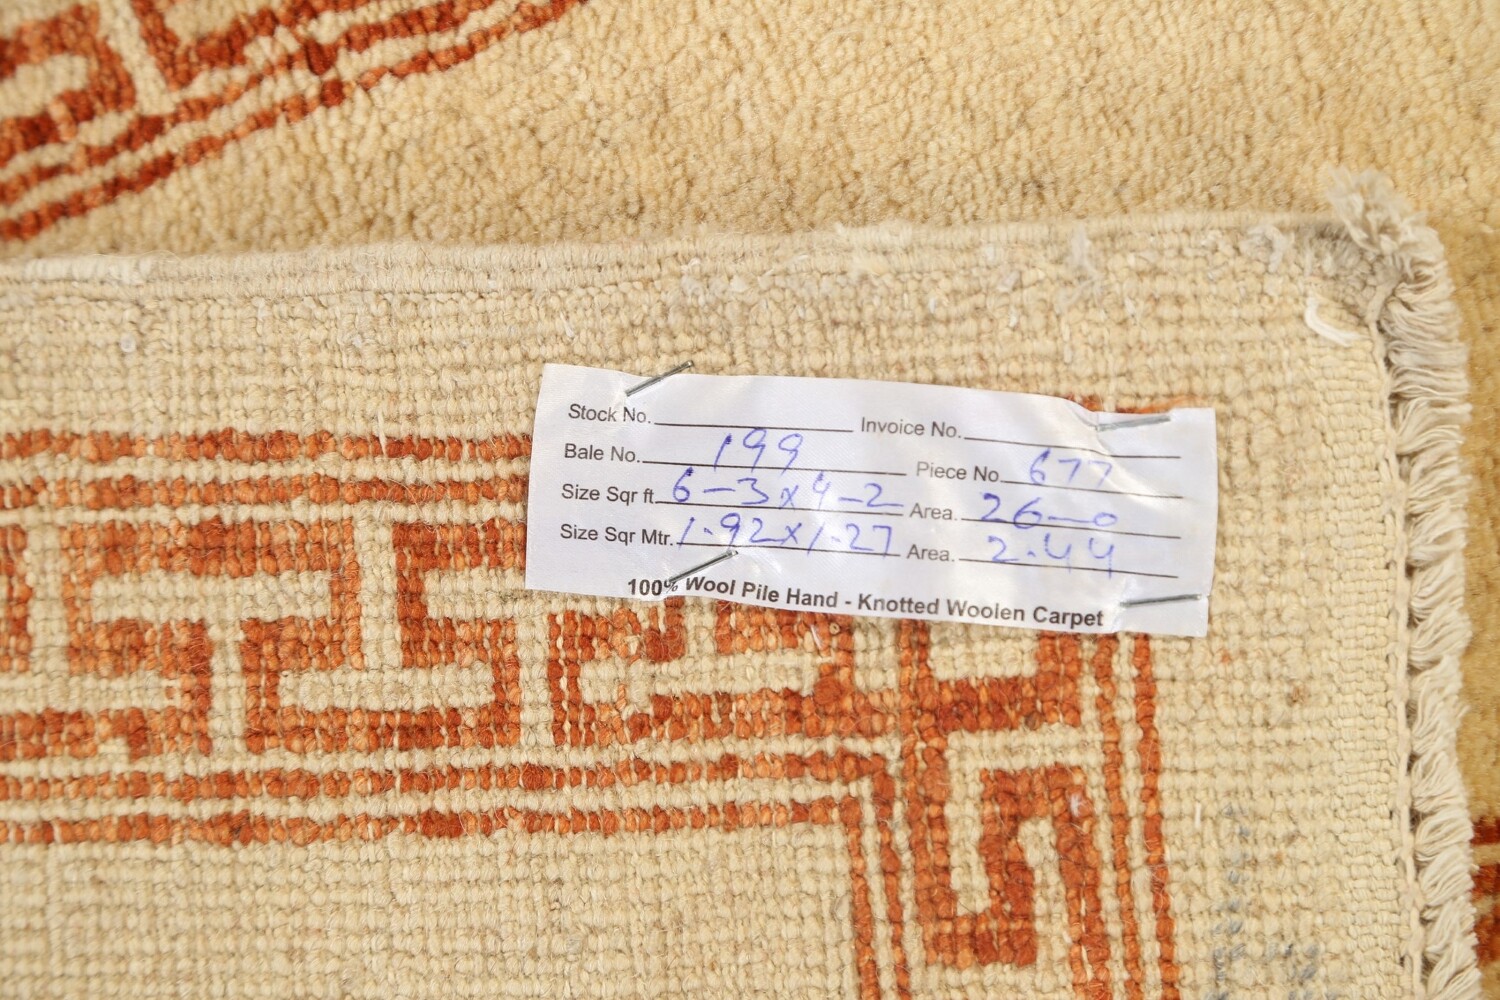 Stock No. Invoice No.
Bale No. 199 Piece No. 677
Size Sqr ft. 6-3x4-2 Area. 26-0
Size Sqr Mtr. 1.92x1.27 Area. 2.44
100% Wool Pile Hand - Knotted Woolen Carpet